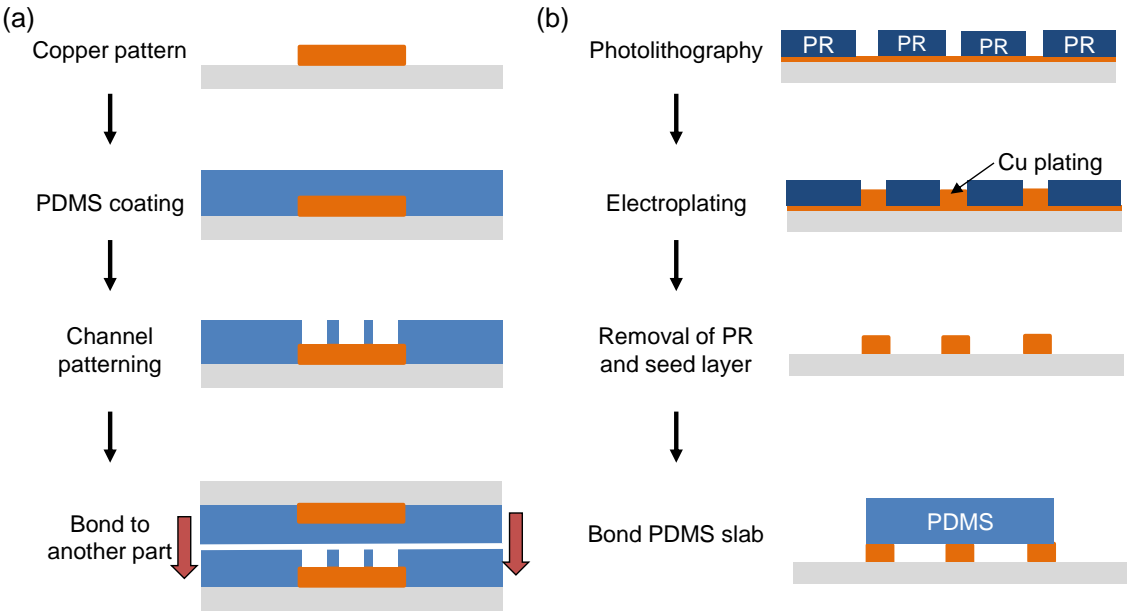 (a)
Copper pattern
PDMS coating
Channel
patterning
Bond to
another part
(b)
Photolithography
PR
PR
PR
PR
Cu plating
Electroplating
Removal of PR
and seed layer
Bond PDMS slab
PDMS